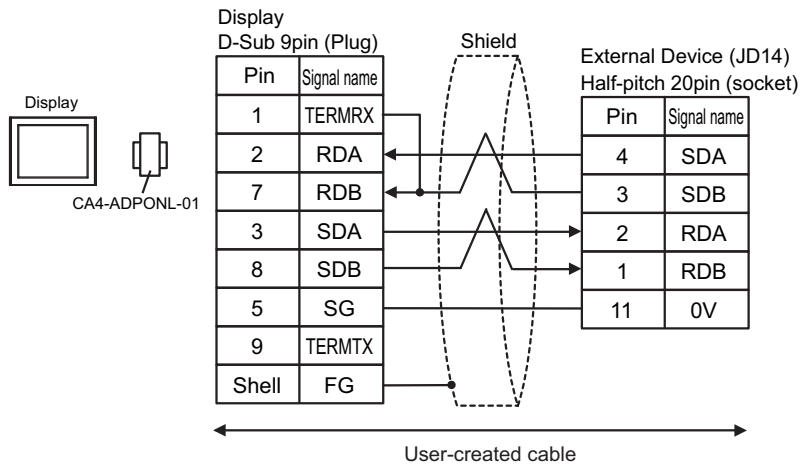 Display
D-Sub 9pin (Plug)
Shield
External Device (JD14)
Half-pitch 20pin (socket)
Display
CA4-ADPONL-01
Pin Signal name
1 TERMRX
2 RDA
7 RDB
3 SDA
8 SDB
5 SG
9 TERMTX
Shell FG
Pin Signal name
4 SDA
3 SDB
2 RDA
1 RDB
11 0V
User-created cable